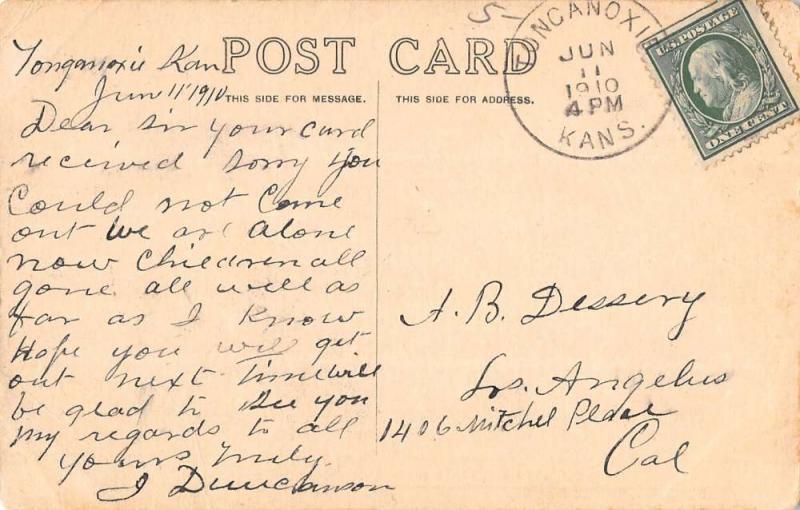 POST CARD
THIS SIDE FOR MESSAGE.
THIS SIDE FOR ADDRESS.
TONGANOXIE
JUN
11
1910
4 PM
KANS.
U.S. POSTAGE
ONE CENT
Tonganoxie Kan
Jun 11 1910
Dear sir your card
received sorry you
Could not come
out we are alone
now Children all
gone all well as
far as I know
Hope you will get
out next time will
be glad to see you
my regards to all
yours truly
J
A. B. Dessery
Los Angelus
1406 Mitchel Place
Cal